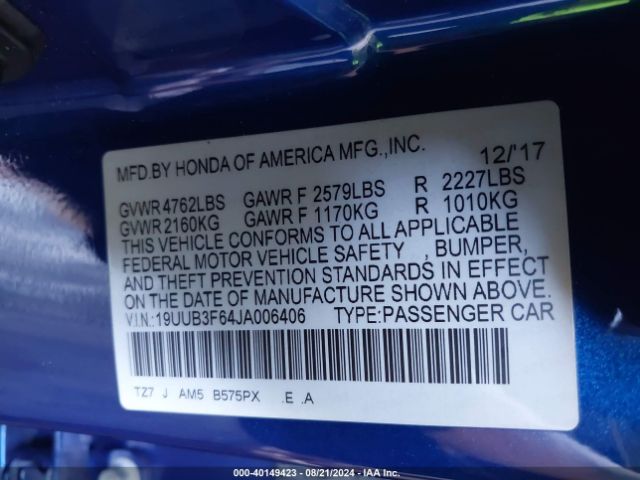 MFD.BY HONDA OF AMERICA MFG.,INC. 12/'17
GVWR 4762LBS GAWR F 2579LBS R 2227LBS
GVWR 2160KG GAWR F 1170KG R 1010KG
THIS VEHICLE CONFORMS TO ALL APPLICABLE
FEDERAL MOTOR VEHICLE SAFETY , BUMPER,
AND THEFT PREVENTION STANDARDS IN EFFECT
ON THE DATE OF MANUFACTURE SHOWN ABOVE.
V.I.N.: 19UUB3F64JA006406 TYPE:PASSENGER CAR
TZ7 J AM5 B575PX .E .A
000-40149423 - 08/21/2024 - IAA Inc.